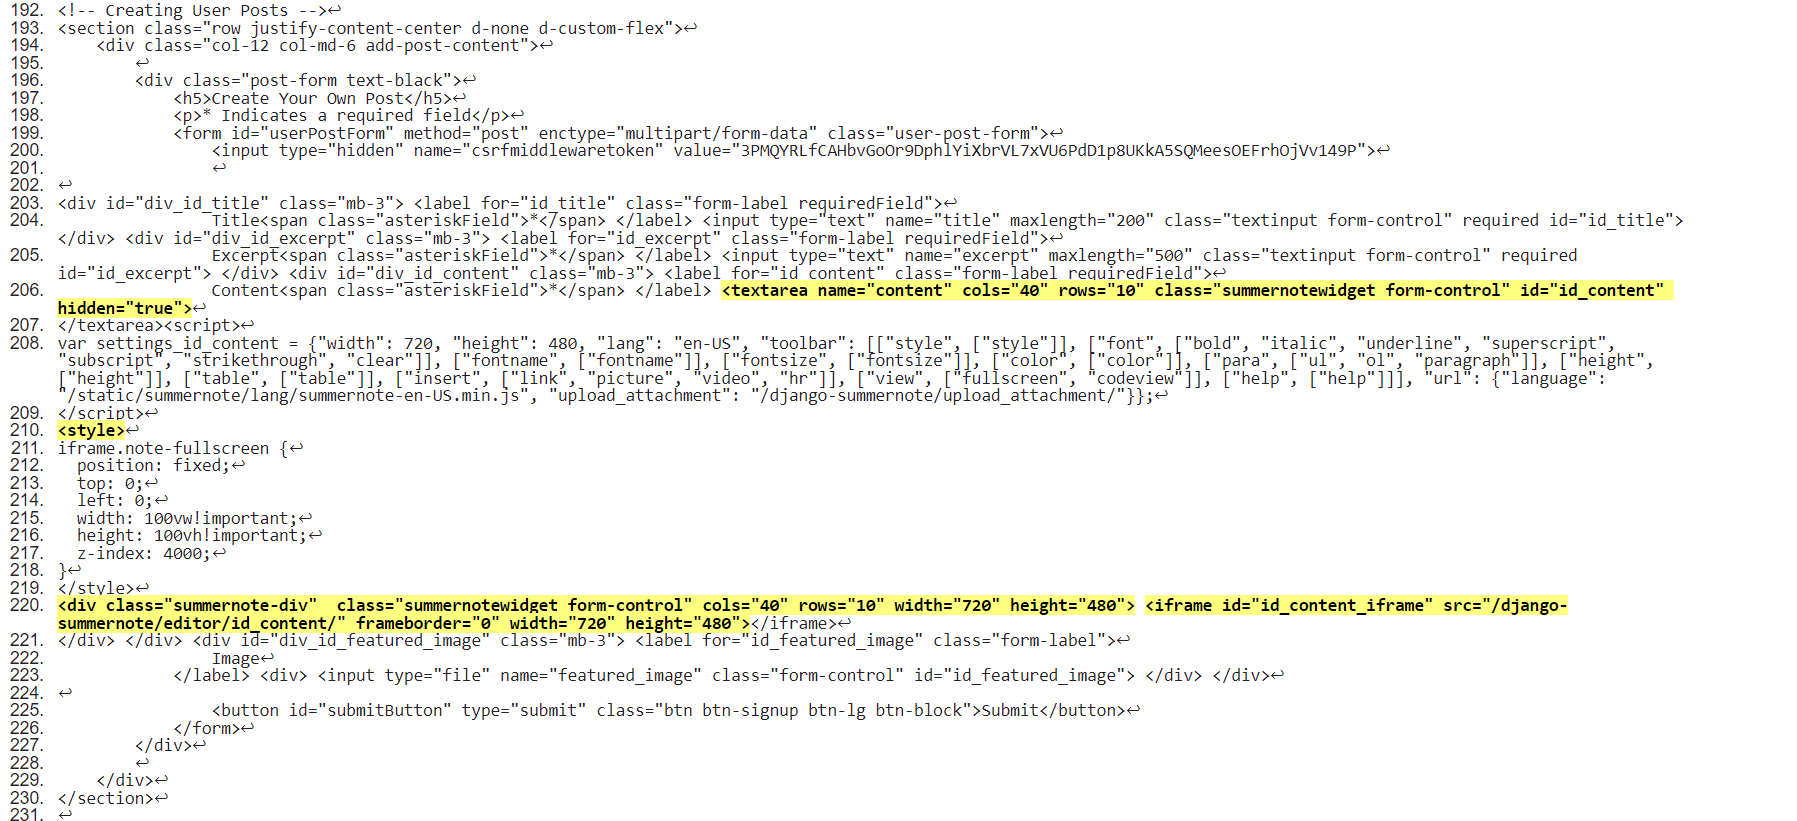 192. <!-- Creating User Posts -->↩
193. <section class="row justify-content-center d-none d-custom-flex">↩
194.     <div class="col-12 col-md-6 add-post-content">↩
195.         ↩
196.         <div class="post-form text-black">↩
197.             <h5>Create Your Own Post</h5>↩
198.             <p>* Indicates a required field</p>↩
199.             <form id="userPostForm" method="post" enctype="multipart/form-data" class="user-post-form">↩
200.                 <input type="hidden" name="csrfmiddlewaretoken" value="3PMQYRLfCAHbvGoOr9DphlYiXbrVL7xVU6PdD1p8UKkA5SQMeesOEFrhOjVv149P">↩
201.                 ↩
202. ↩
203. <div id="div_id_title" class="mb-3"> <label for="id_title" class="form-label requiredField">↩
204.                 Title<span class="asteriskField">*</span> </label> <input type="text" name="title" maxlength="200" class="textinput form-control" required id="id_title">
</div> <div id="div_id_excerpt" class="mb-3"> <label for="id_excerpt" class="form-label requiredField">↩
205.                 Excerpt<span class="asteriskField">*</span> </label> <input type="text" name="excerpt" maxlength="500" class="textinput form-control" required
id="id_excerpt"> </div> <div id="div_id_content" class="mb-3"> <label for="id_content" class="form-label requiredField">↩
206.                 Content<span class="asteriskField">*</span> </label> <textarea name="content" cols="40" rows="10" class="summernotewidget form-control" id="id_content"
hidden="true">↩
207. </textarea><script>↩
208. var settings_id_content = {"width": 720, "height": 480, "lang": "en-US", "toolbar": [["style", ["style"]], ["font", ["bold", "italic", "underline", "superscript",
"subscript", "strikethrough", "clear"]], ["fontname", ["fontname"]], ["fontsize", ["fontsize"]], ["color", ["color"]], ["para", ["ul", "ol", "paragraph"]], ["height",
["height"]], ["table", ["table"]], ["insert", ["link", "picture", "video", "hr"]], ["view", ["fullscreen", "codeview"]], ["help", ["help"]]], "url": {"language":
"/static/summernote/lang/summernote-en-US.min.js", "upload_attachment": "/django-summernote/upload_attachment/"}};↩
209. </script>↩
210. <style>↩
211. iframe.note-fullscreen {↩
212.   position: fixed;↩
213.   top: 0;↩
214.   left: 0;↩
215.   width: 100vw!important;↩
216.   height: 100vh!important;↩
217.   z-index: 4000;↩
218. }↩
219. </style>↩
220. <div class="summernote-div"  class="summernotewidget form-control" cols="40" rows="10" width="720" height="480"> <iframe id="id_content_iframe" src="/django-
summernote/editor/id_content/" frameborder="0" width="720" height="480"></iframe>↩
221. </div> </div> <div id="div_id_featured_image" class="mb-3"> <label for="id_featured_image" class="form-label">↩
222.                 Image↩
223.             </label> <div> <input type="file" name="featured_image" class="form-control" id="id_featured_image"> </div> </div>↩
224. ↩
225.                 <button id="submitButton" type="submit" class="btn btn-signup btn-lg btn-block">Submit</button>↩
226.             </form>↩
227.         </div>↩
228.         ↩
229.     </div>↩
230. </section>↩
231. ↩